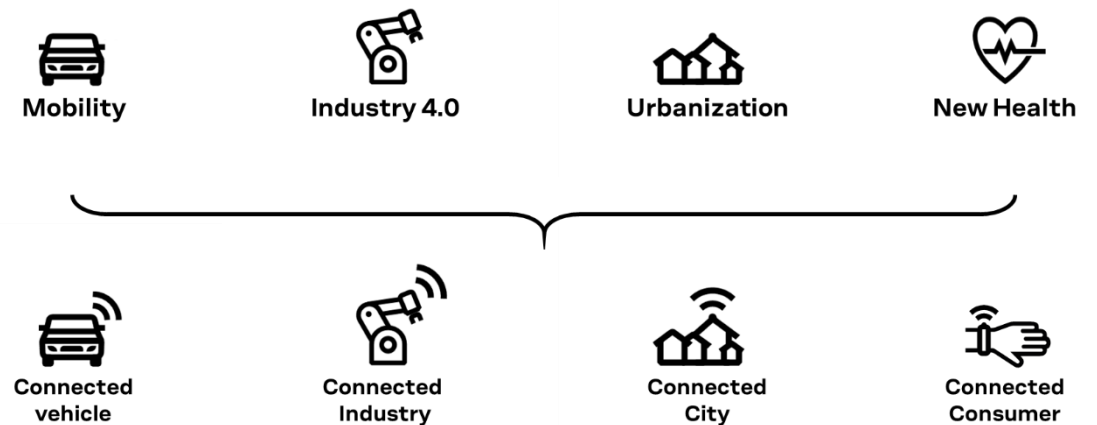 Mobility
Industry 4.0
Urbanization
New Health
Connected
vehicle
Connected
Industry
Connected
City
Connected
Consumer